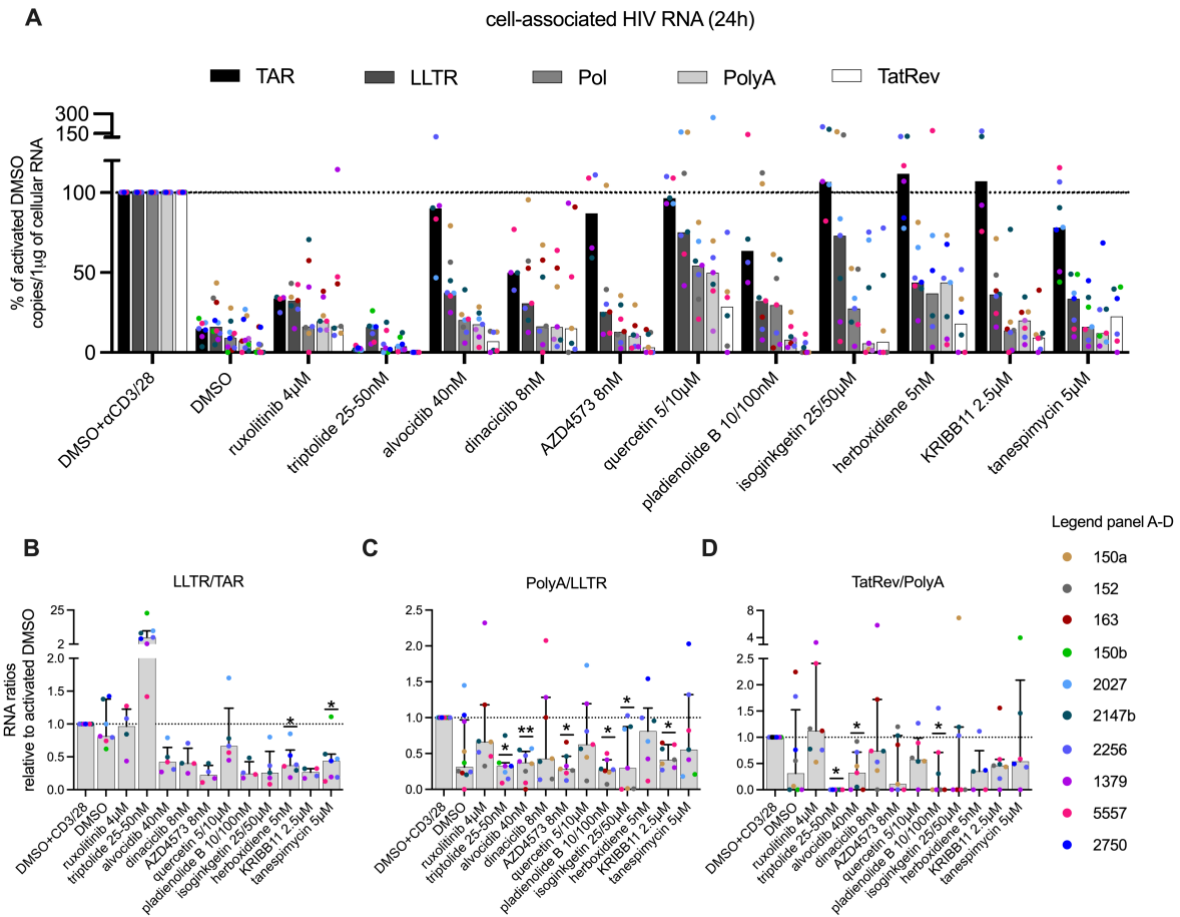 A
cell-associated HIV RNA (24h)
TAR LLTR Pol PolyA TatRev
% of activated DMSO
copies/1µg of cellular RNA
300
150
100
50
0
DMSO+αCD3/28
DMSO
ruxolitinib 4µM
triptolide 25-50nM
alvocidib 40nM
dinaciclib 8nM
AZD4573 8nM
quercetin 5/10µM
pladienolide B 10/100nM
isoginkgetin 25/50µM
herboxidiene 5nM
KRIBB11 2.5µM
tanespimycin 5µM
B
LLTR/TAR
RNA ratios
relative to activated DMSO
25
2
2.0
1.5
1.0
0.5
0.0
* *
DMSO+CD3/28
DMSO
ruxolitinib 4µM
triptolide 25-50nM
alvocidib 40nM
dinaciclib 8nM
AZD4573 8nM
quercetin 5/10µM
pladienolide B 10/100nM
isoginkgetin 25/50µM
herboxidiene 5nM
KRIBB11 2.5µM
tanespimycin 5µM
C
PolyA/LLTR
2.5
2.0
1.5
1.0
0.5
0.0
* ** * * * *
DMSO+CD3/28
DMSO
ruxolitinib 4µM
triptolide 25-50nM
alvocidib 40nM
dinaciclib 8nM
AZD4573 8nM
quercetin 5/10µM
pladienolide B 10/100nM
isoginkgetin 25/50µM
herboxidiene 5nM
KRIBB11 2.5µM
tanespimycin 5µM
D
TatRev/PolyA
8
4
2.5
2.0
1.5
1.0
0.5
0.0
* * *
DMSO+CD3/28
DMSO
ruxolitinib 4µM
triptolide 25-50nM
alvocidib 40nM
dinaciclib 8nM
AZD4573 8nM
quercetin 5/10µM
pladienolide B 10/100nM
isoginkgetin 25/50µM
herboxidiene 5nM
KRIBB11 2.5µM
tanespimycin 5µM
Legend panel A-D
150a
152
163
150b
2027
2147b
2256
1379
5557
2750